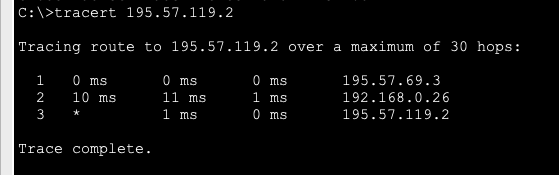 C:\>tracert 195.57.119.2
Tracing route to 195.57.119.2 over a maximum of 30 hops:
1 0 ms 0 ms 0 ms 195.57.69.3
2 10 ms 11 ms 1 ms 192.168.0.26
3 * 1 ms 0 ms 195.57.119.2
Trace complete.